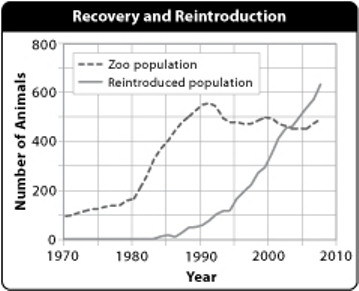 Recovery and Reintroduction
Number of Animals
800
600
400
200
0
Zoo population
Reintroduced population
1970
1980
1990
2000
2010
Year